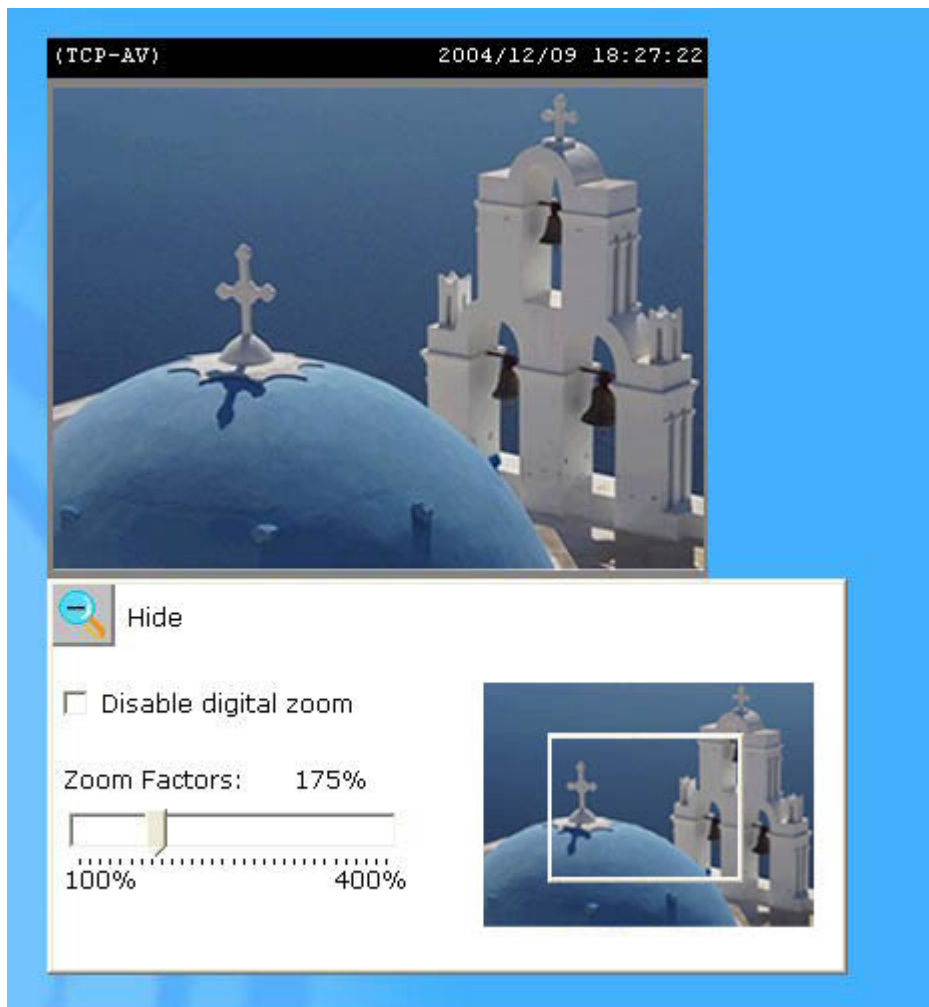 (TCP-AV) 2004/12/09 18:27:22
Hide
Disable digital zoom
Zoom Factors: 175%
100% 400%